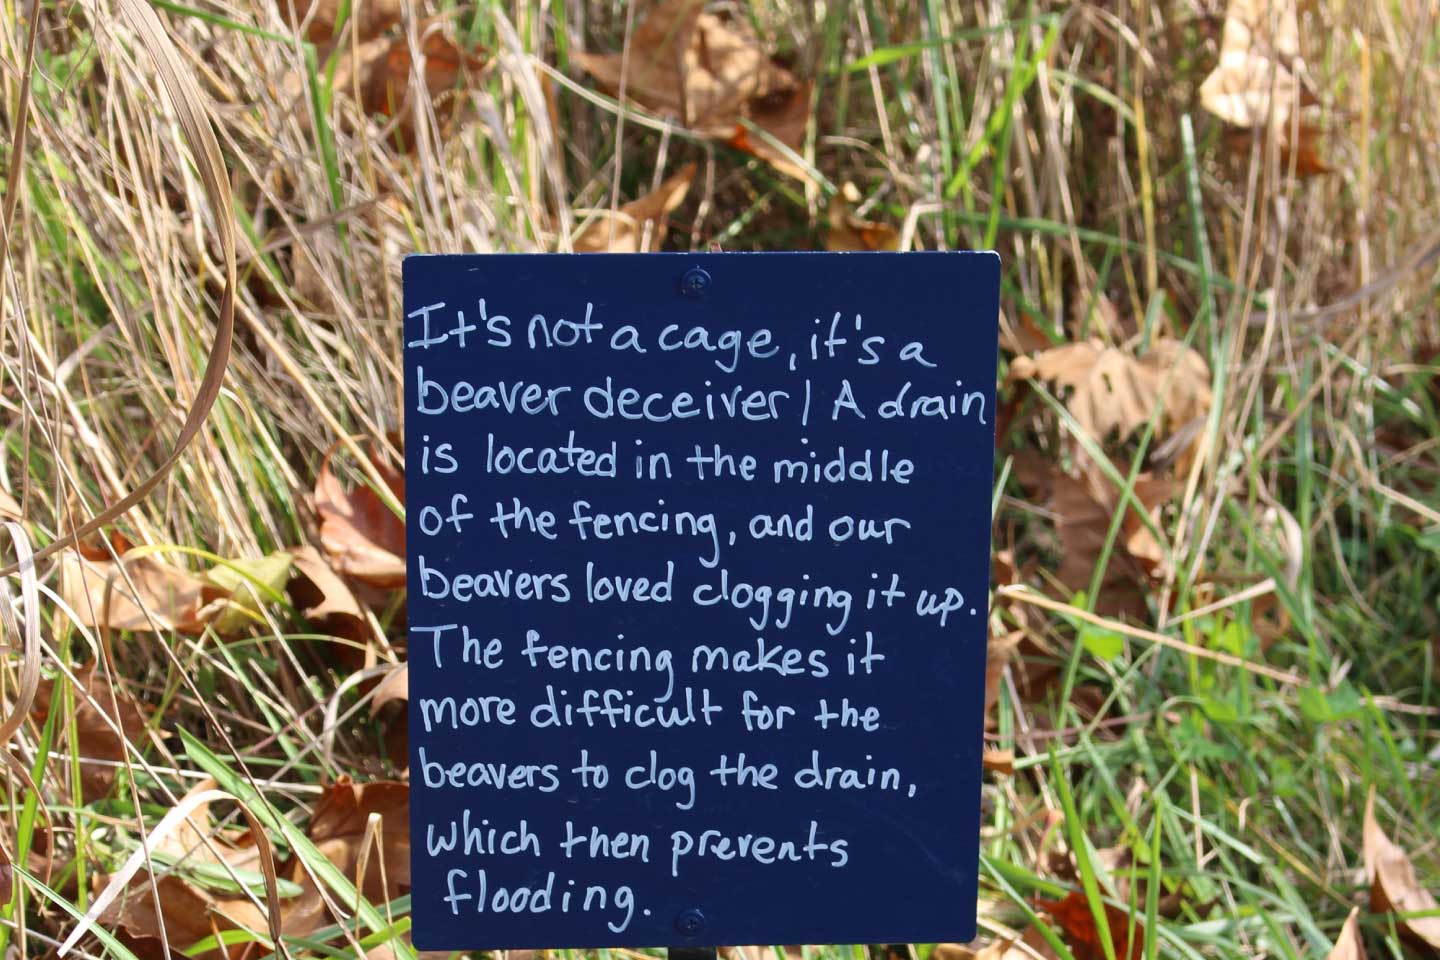 It's not a cage, it's a
beaver deceiver! A drain
is located in the middle
of the fencing, and our
beavers loved clogging it up.
The fencing makes it
more difficult for the
beavers to clog the drain,
which then prevents
flooding.